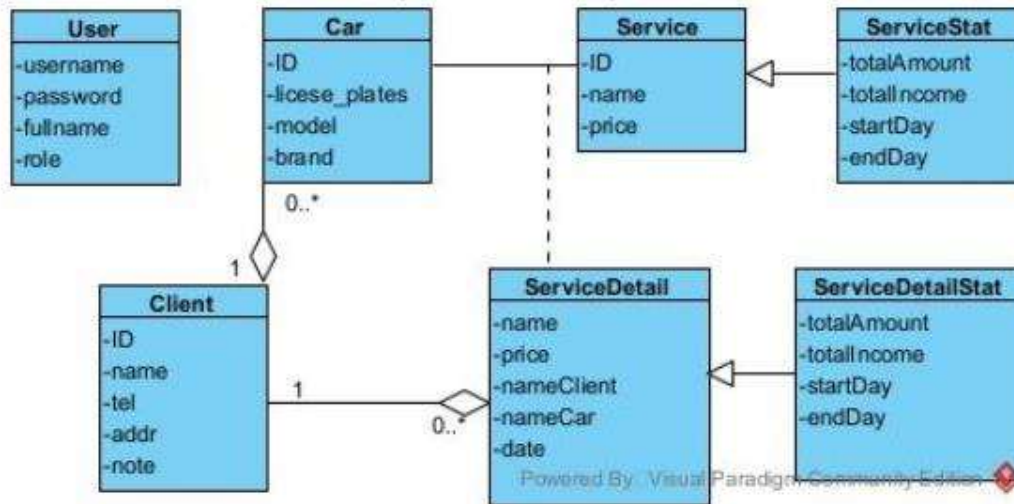 User
-username
-password
-fullname
-role
Car
-ID
-licese_plates
-model
-brand
Service
-ID
-name
-price
ServiceStat
-totalAmount
-totalIncome
-startDay
-endDay
0..*
1
Client
-ID
-name
-tel
-addr
-note
1
0..*
ServiceDetail
-name
-price
-nameClient
-nameCar
-date
ServiceDetailStat
-totalAmount
-totalIncome
-startDay
-endDay
Powered By Visual Paradigm Community Edition